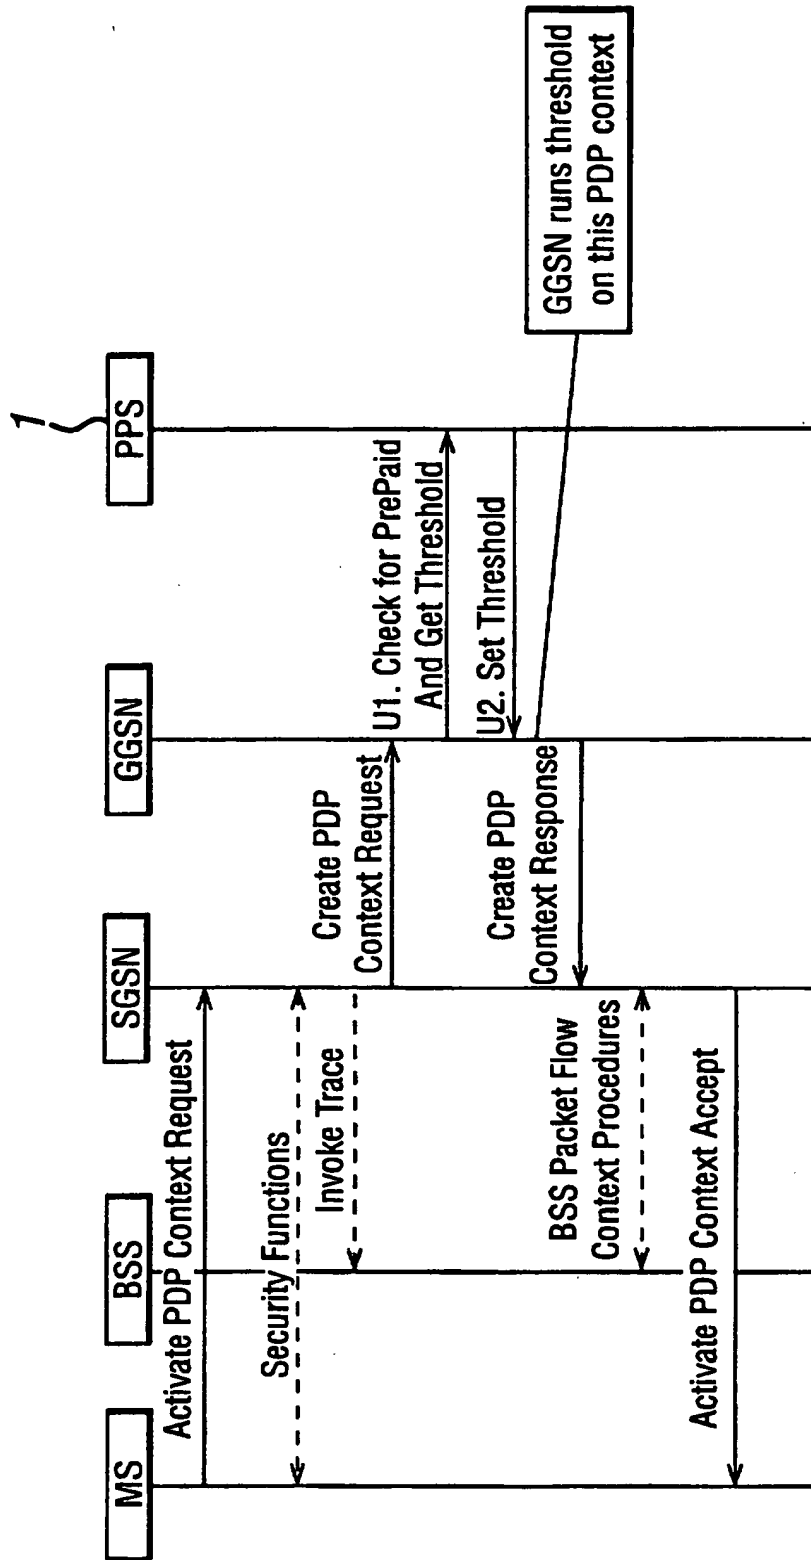 1
MS
BSS
SGSN
GGSN
PPS
Activate PDP Context Request
Security Functions
Invoke Trace
Create PDP
Context Request
U1. Check for PrePaid
And Get Threshold
U2. Set Threshold
GGSN runs threshold
on this PDP context
Create PDP
Context Response
BSS Packet Flow
Context Procedures
Activate PDP Context Accept